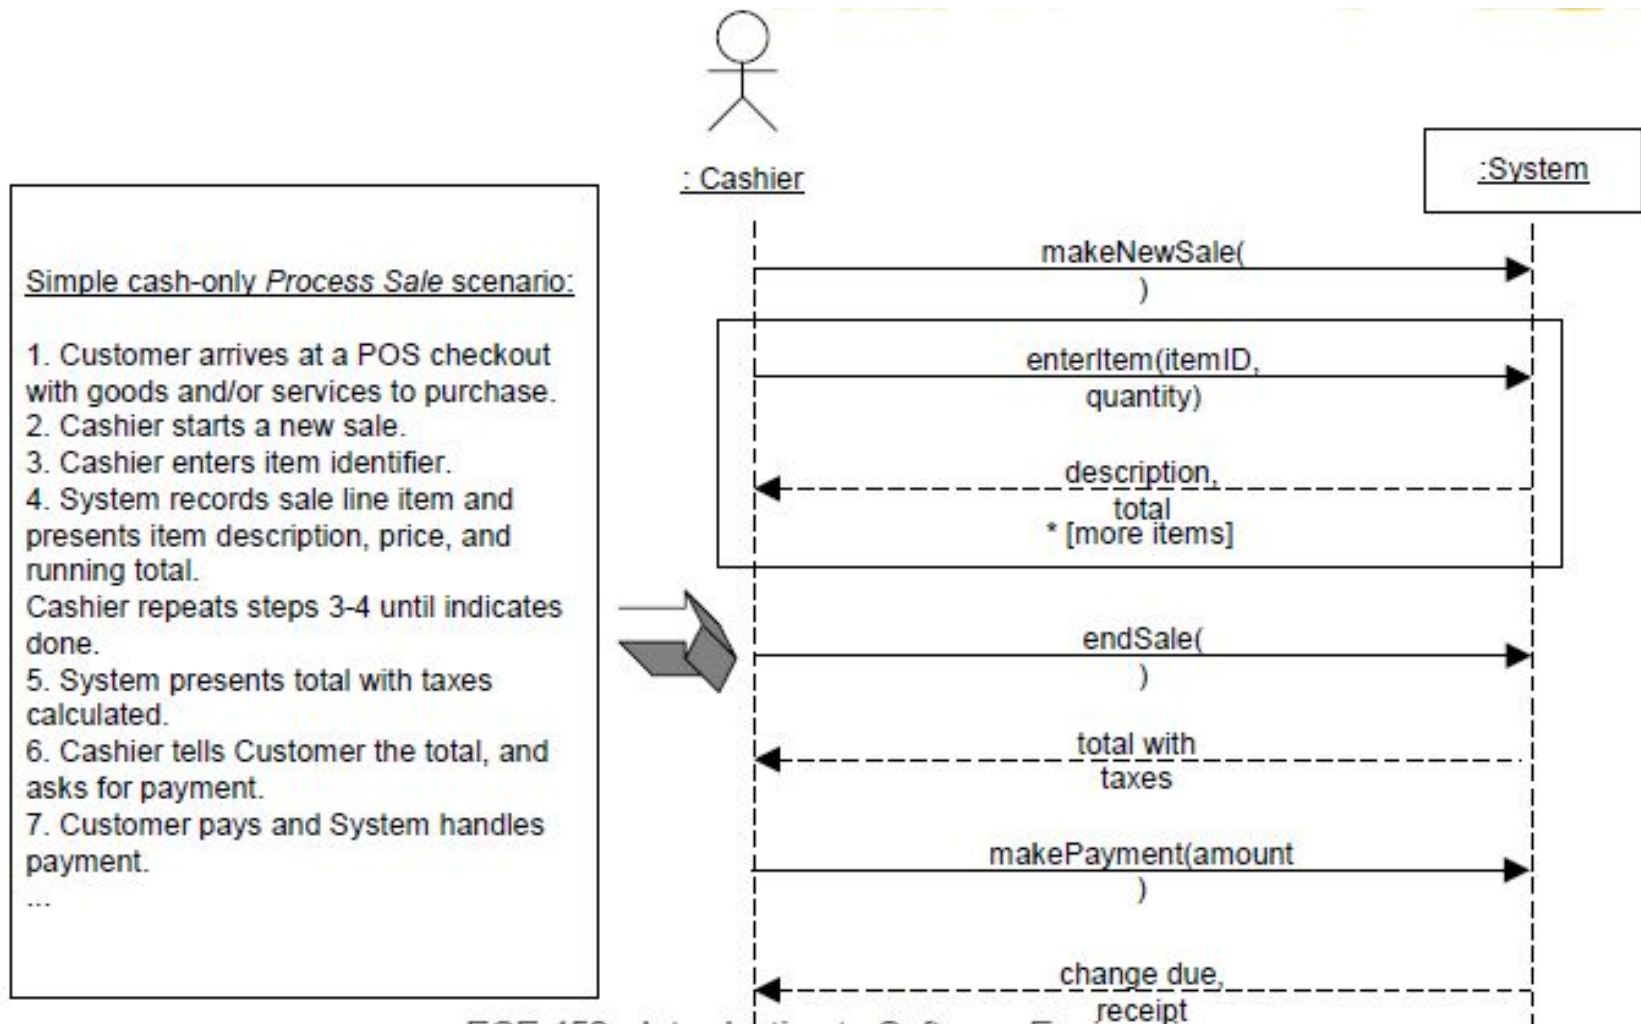 : Cashier
:System
Simple cash-only Process Sale scenario:
1. Customer arrives at a POS checkout
with goods and/or services to purchase.
2. Cashier starts a new sale.
3. Cashier enters item identifier.
4. System records sale line item and
presents item description, price, and
running total.
Cashier repeats steps 3-4 until indicates
done.
5. System presents total with taxes
calculated.
6. Cashier tells Customer the total, and
asks for payment.
7. Customer pays and System handles
payment.
...
makeNewSale(
)
enterItem(itemID,
quantity)
description,
total
* [more items]
endSale(
)
total with
taxes
makePayment(amount
)
change due,
receipt